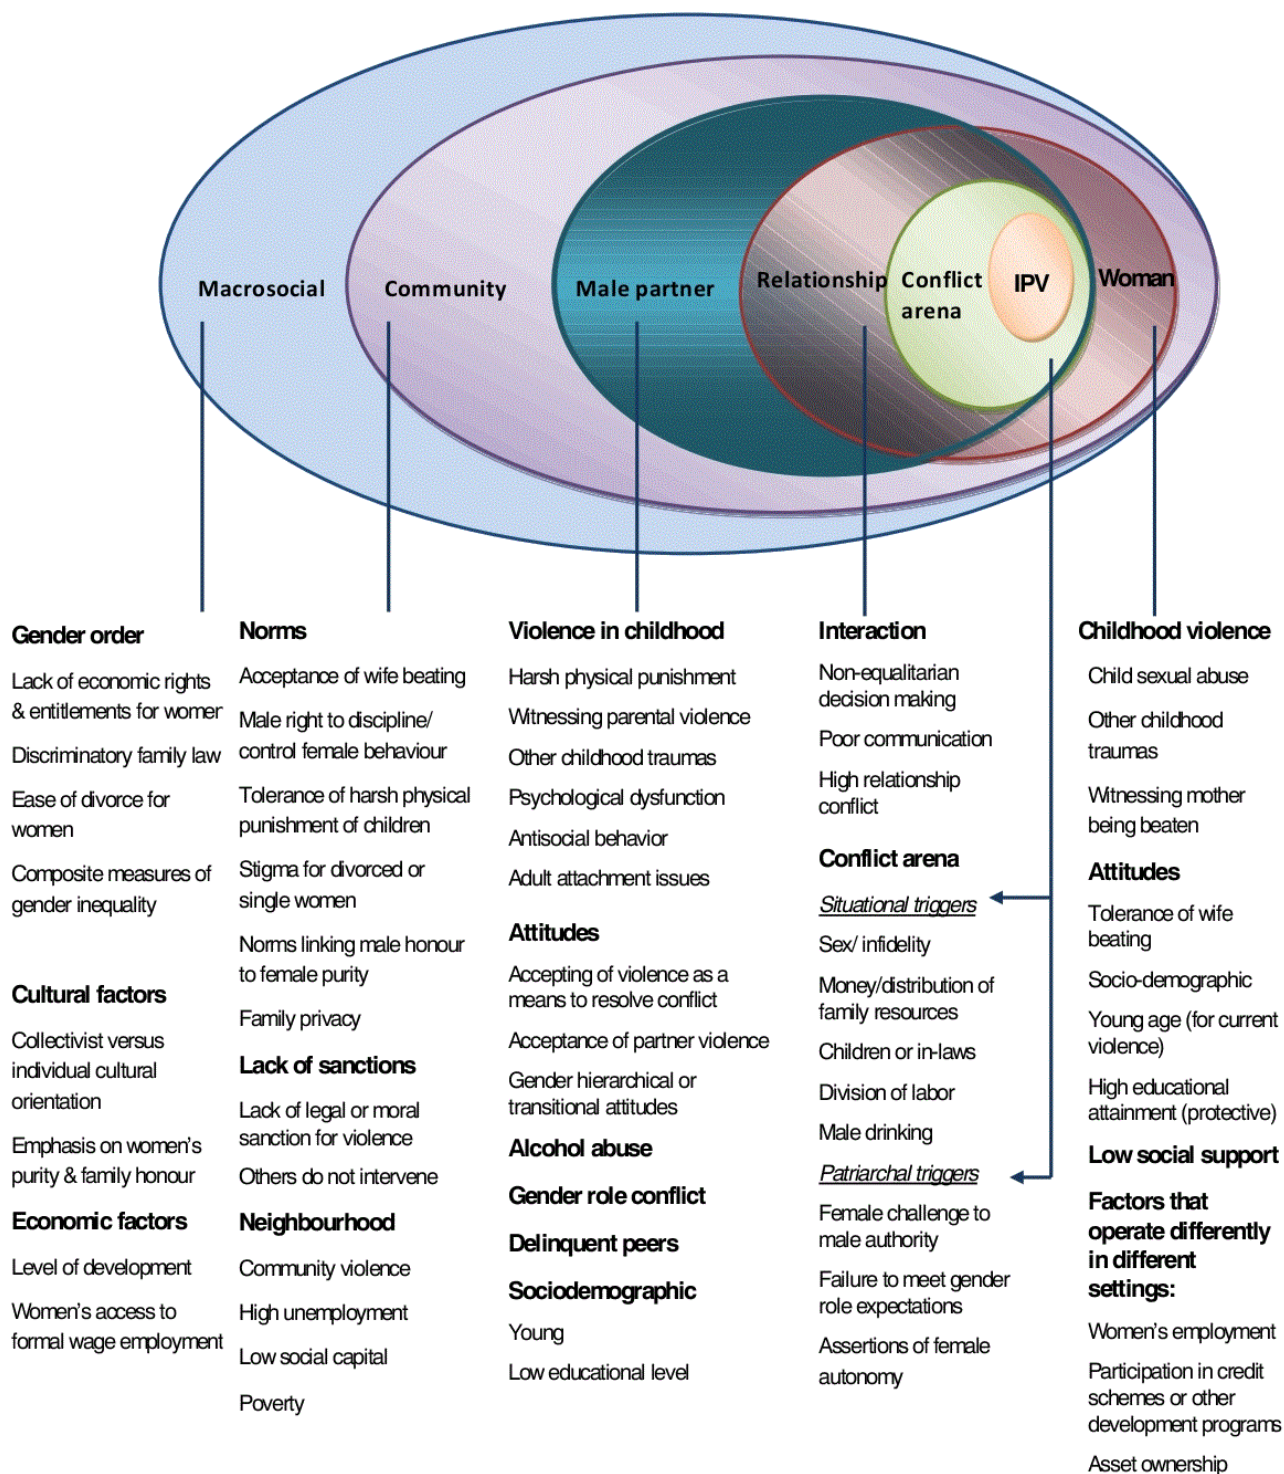 Macrosocial
Community
Male partner
Relationship
Conflict
arena
IPV
Woman
Gender order
Lack of economic rights
& entitlements for women
Discriminatory family law
Ease of divorce for
women
Composite measures of
gender inequality
Cultural factors
Collectivist versus
individual cultural
orientation
Emphasis on women's
purity & family honour
Economic factors
Level of development
Women's access to
formal wage employment
Norms
Acceptance of wife beating
Male right to discipline/
control female behaviour
Tolerance of harsh physical
punishment of children
Stigma for divorced or
single women
Norms linking male honour
to female purity
Family privacy
Lack of sanctions
Lack of legal or moral
sanction for violence
Others do not intervene
Neighbourhood
Community violence
High unemployment
Low social capital
Poverty
Violence in childhood
Harsh physical punishment
Witnessing parental violence
Other childhood traumas
Psychological dysfunction
Antisocial behavior
Adult attachment issues
Attitudes
Accepting of violence as a
means to resolve conflict
Acceptance of partner violence
Gender hierarchical or
transitional attitudes
Alcohol abuse
Gender role conflict
Delinquent peers
Sociodemographic
Young
Low educational level
Interaction
Non-equalitarian
decision making
Poor communication
High relationship
conflict
Conflict arena
Situational triggers
Sex/ infidelity
Money/distribution of
family resources
Children or in-laws
Division of labor
Male drinking
Patriarchal triggers
Female challenge to
male authority
Failure to meet gender
role expectations
Assertions of female
autonomy
Childhood violence
Child sexual abuse
Other childhood
traumas
Witnessing mother
being beaten
Attitudes
Tolerance of wife
beating
Socio-demographic
Young age (for current
violence)
High educational
attainment (protective)
Low social support
Factors that
operate differently
in different
settings:
Women's employment
Participation in credit
schemes or other
development programs
Asset ownership